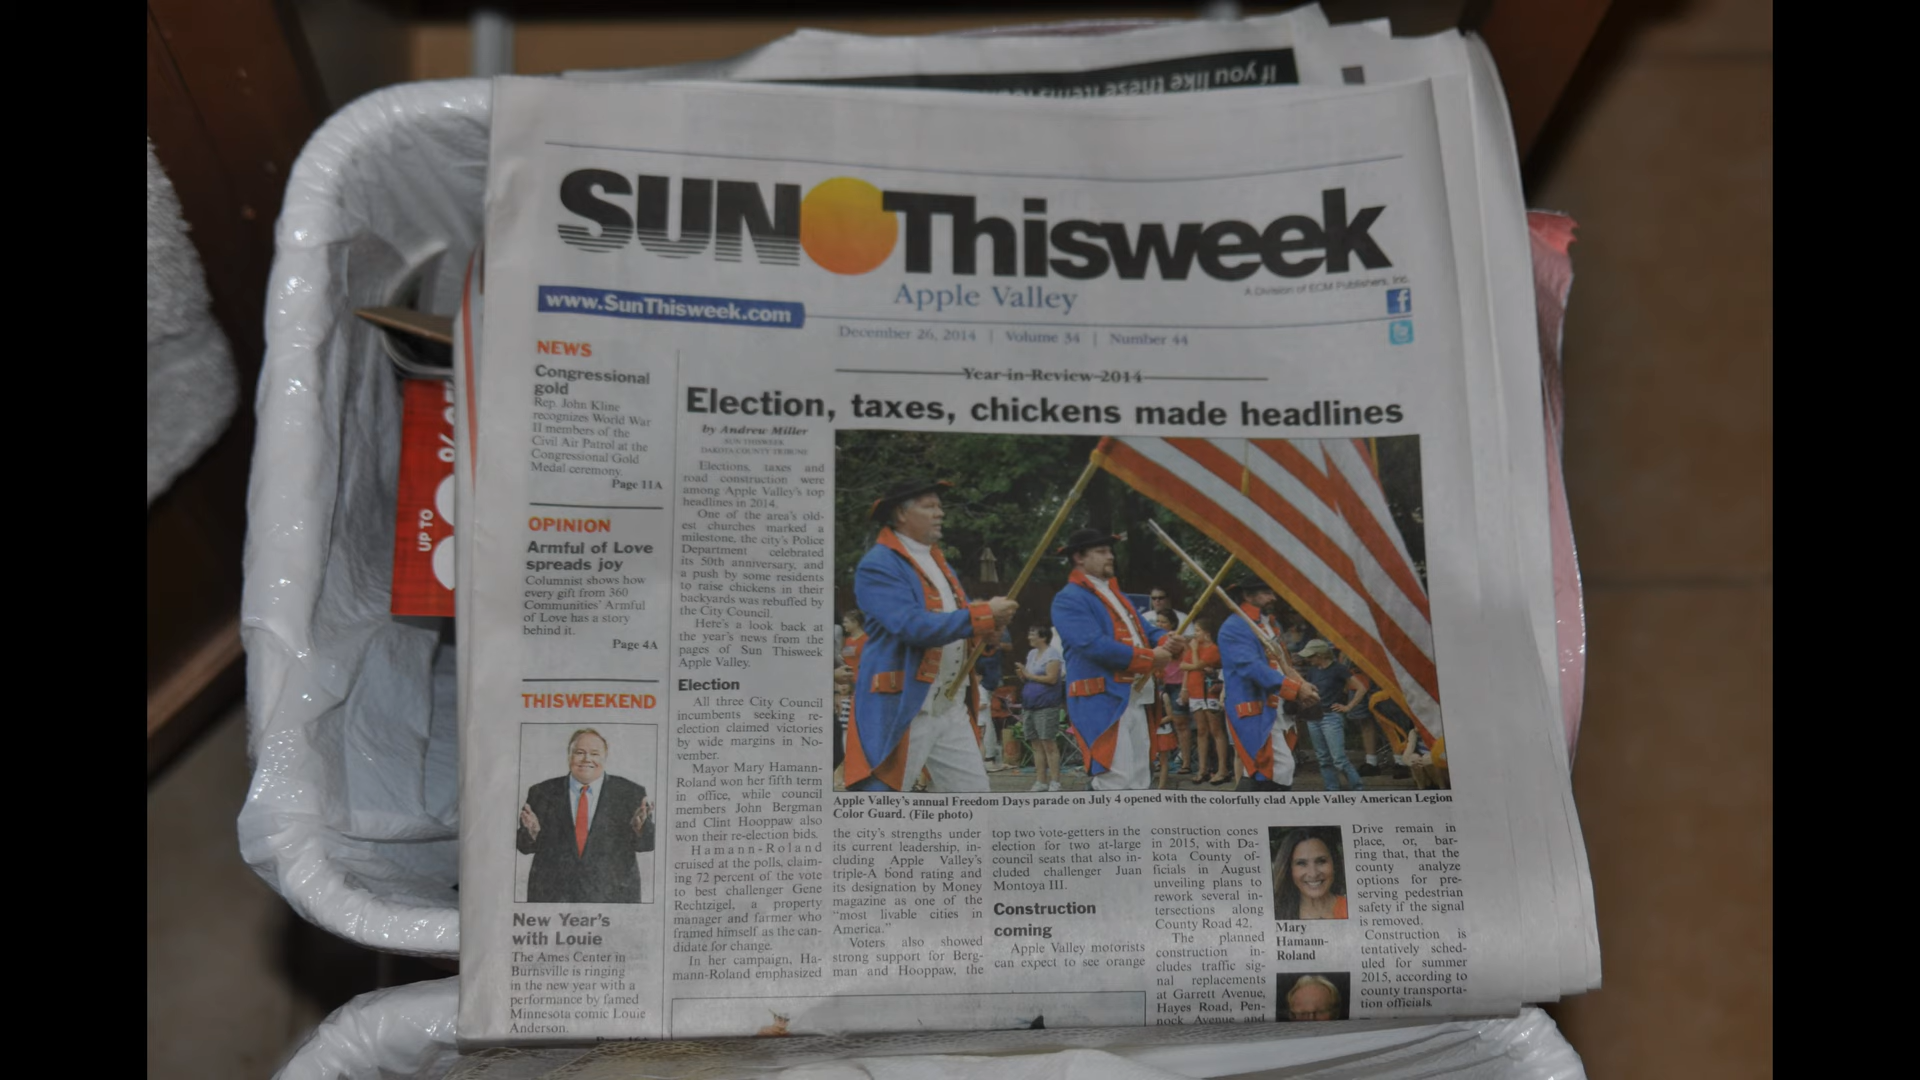 If you like these items
SUN Thisweek
A Division of ECM Publishers, Inc.
www.SunThisweek.com
Apple Valley
December 26, 2014 | Volume 34 | Number 44
NEWS
Congressional
gold
Rep. John Kline
recognizes World War
II members of the
Civil Air Patrol at the
Congressional Gold
Medal ceremony.
Page 11A
OPINION
Armful of Love
spreads joy
Columnist shows how
every gift from 360
Communities' Armful
of Love has a story
behind it.
Page 4A
THISWEEKEND
New Year's
with Louie
The Ames Center in
Burnsville is ringing
in the new year with a
performance by famed
Minnesota comic Louie
Anderson.
Year-in-Review-2014
Election, taxes, chickens made headlines
by Andrew Miller
SUN THISWEEK
DAKOTA COUNTY TRIBUNE
Elections, taxes and
road construction were
among Apple Valley's top
headlines in 2014.
One of the area's old-
est churches marked a
milestone, the city's Police
Department celebrated
its 50th anniversary, and
a push by some residents
to raise chickens in their
backyards was rebuffed by
the City Council.
Here's a look back at
the year's news from the
pages of Sun Thisweek
Apple Valley.
Election
All three City Council
incumbents seeking re-
election claimed victories
by wide margins in No-
vember.
Mayor Mary Hamann-
Roland won her fifth term
in office, while council
members John Bergman
and Clint Hooppaw also
won their re-election bids.
Hamann-Roland
cruised at the polls, claim-
ing 72 percent of the vote
to best challenger Gene
Rechtzigel, a property
manager and farmer who
framed himself as the can-
didate for change.
In her campaign, Ha-
mann-Roland emphasized
Apple Valley's annual Freedom Days parade on July 4 opened with the colorfully clad Apple Valley American Legion
Color Guard. (File photo)
the city's strengths under
its current leadership, in-
cluding Apple Valley's
triple-A bond rating and
its designation by Money
magazine as one of the
"most livable cities in
America."
Voters also showed
strong support for Berg-
man and Hooppaw, the
top two vote-getters in the
election for two at-large
council seats that also in-
cluded challenger Juan
Montoya III.
Construction
coming
Apple Valley motorists
can expect to see orange
construction cones
in 2015, with Da-
kota County of-
ficials in August
unveiling plans to
rework several in-
tersections along
County Road 42.
The planned
construction in-
cludes traffic sig-
nal replacements
at Garrett Avenue,
Hayes Road, Pen-
nock Avenue and
Mary
Hamann-
Roland
Drive remain in
place, or, bar-
ring that, that the
county analyze
options for pre-
serving pedestrian
safety if the signal
is removed.
Construction is
tentatively sched-
uled for summer
2015, according to
county transporta-
tion officials.
UP TO